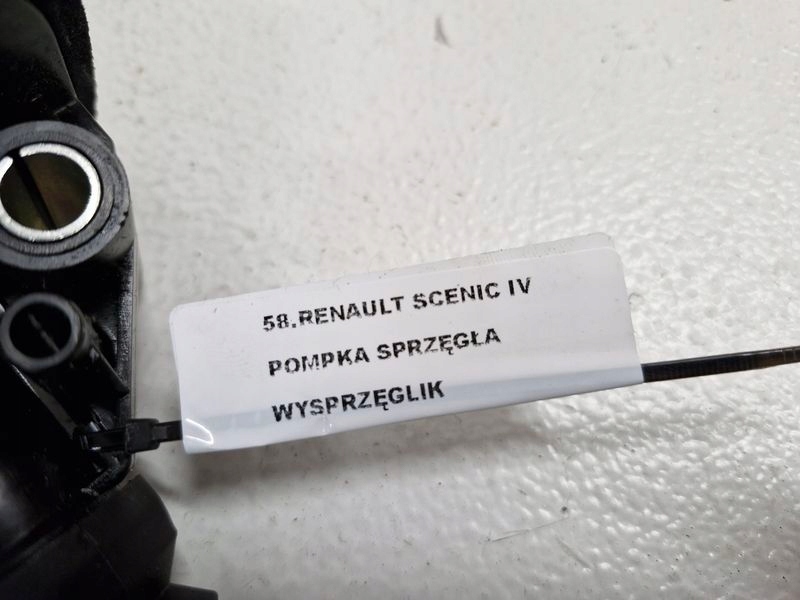 58.RENAULT SCENIC IV
POMPKA SPRZĘGŁA
WYSPRZĘGLIK